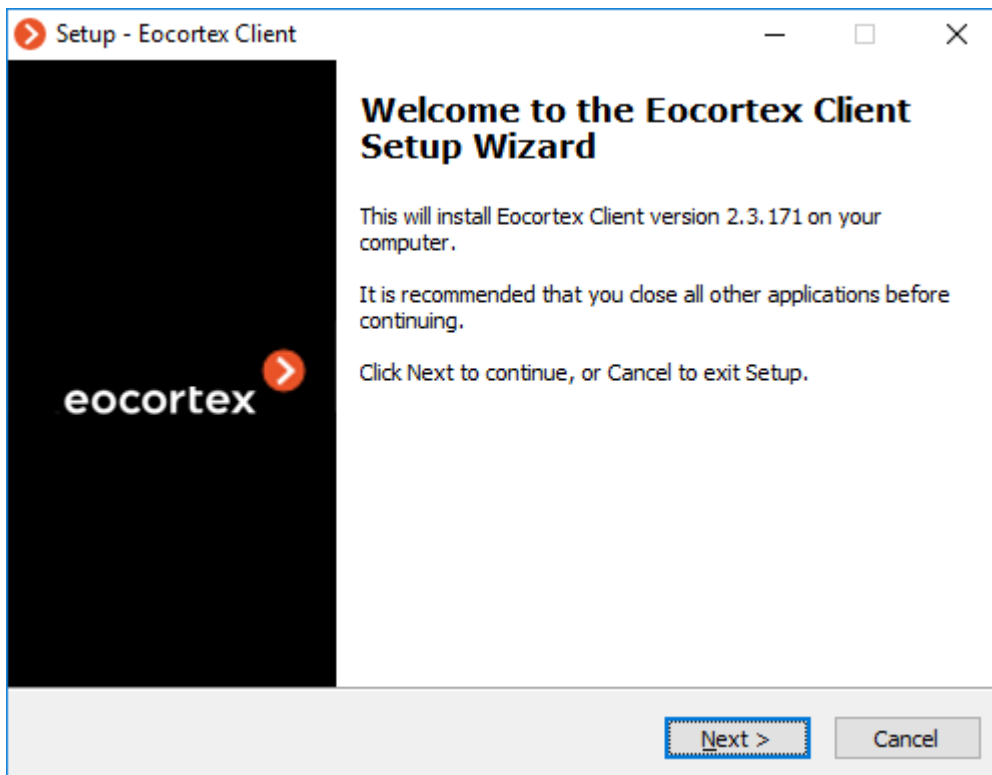 Setup - Eocortex Client
Welcome to the Eocortex Client
Setup Wizard
This will install Eocortex Client version 2.3.171 on your
computer.
It is recommended that you close all other applications before
continuing.
Click Next to continue, or Cancel to exit Setup.
eocortex
Next >
Cancel